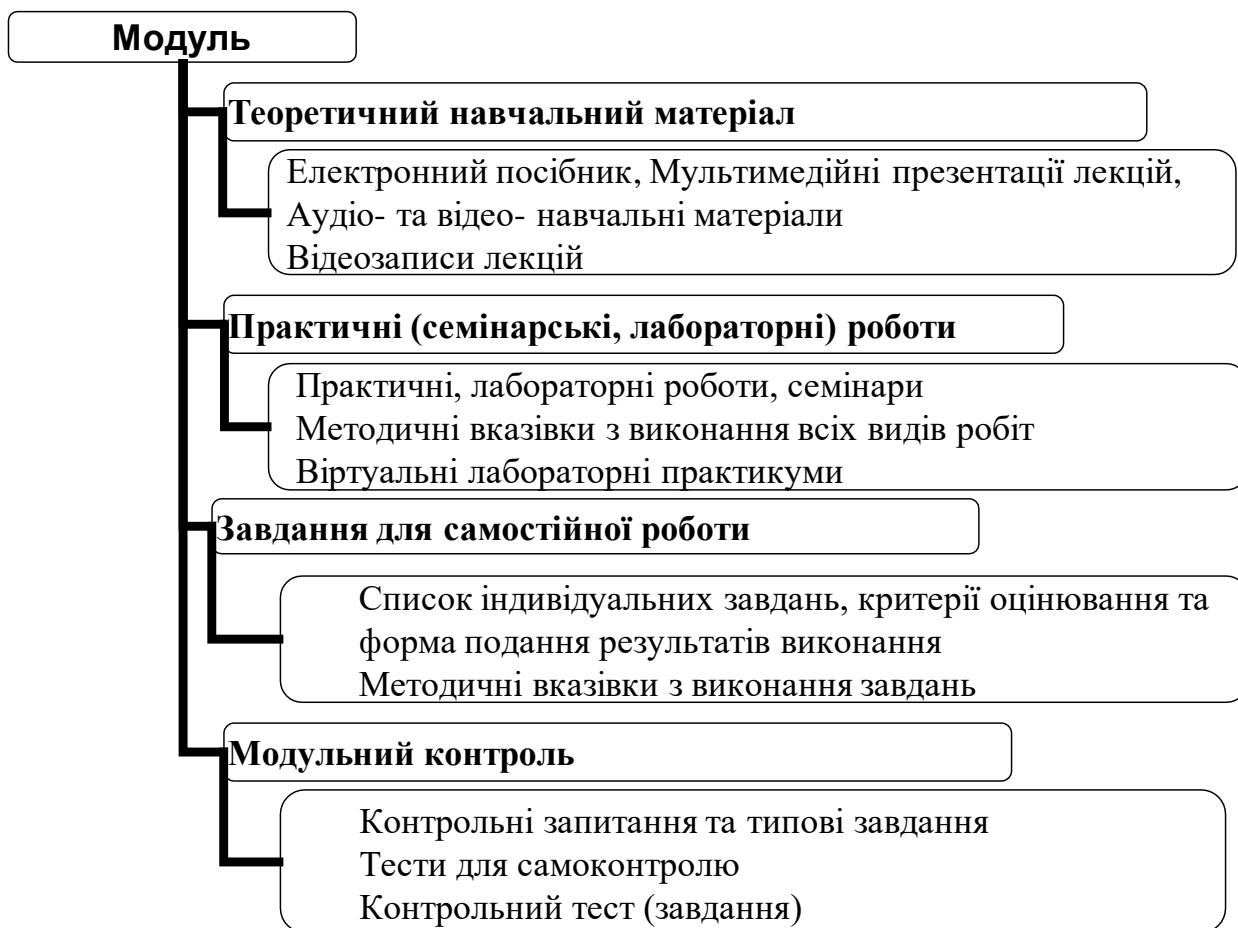 Модуль
Теоретичний навчальний матеріал
Електронний посібник, Мультимедійні презентації лекцій,
Аудіо- та відео- навчальні матеріали
Відеозаписи лекцій
Практичні (семінарські, лабораторні) роботи
Практичні, лабораторні роботи, семінари
Методичні вказівки з виконання всіх видів робіт
Віртуальні лабораторні практикуми
Завдання для самостійної роботи
Список індивідуальних завдань, критерії оцінювання та
форма подання результатів виконання
Методичні вказівки з виконання завдань
Модульний контроль
Контрольні запитання та типові завдання
Тести для самоконтролю
Контрольний тест (завдання)